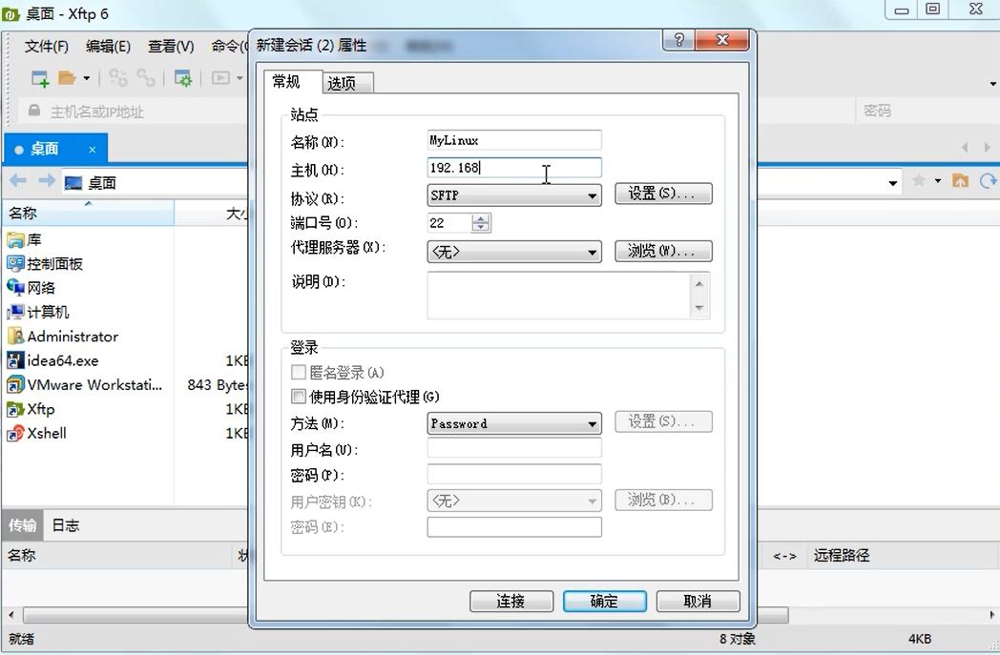 桌面 - Xftp 6
文件(F) 编辑(E) 查看(V) 命令(
主机名或IP地址 密码
桌面
桌面
名称 大小
库
控制面板
网络
计算机
Administrator
idea64.exe 1KB
VMware Workstati... 843 Bytes
Xftp 1KB
Xshell 1KB
传输 日志
名称 状 <-> 远程路径
就绪 8 对象 4KB
新建会话 (2) 属性
常规 选项
站点
名称(N): MyLinux
主机(H): 192.168
协议(R): SFTP 设置(S)...
端口号(O): 22
代理服务器(X): <无> 浏览(W)...
说明(D):
登录
匿名登录(A)
使用身份验证代理(G)
方法(M): Password 设置(S)...
用户名(U):
密码(P):
用户密钥(K): <无> 浏览(B)...
密码(E):
连接 确定 取消